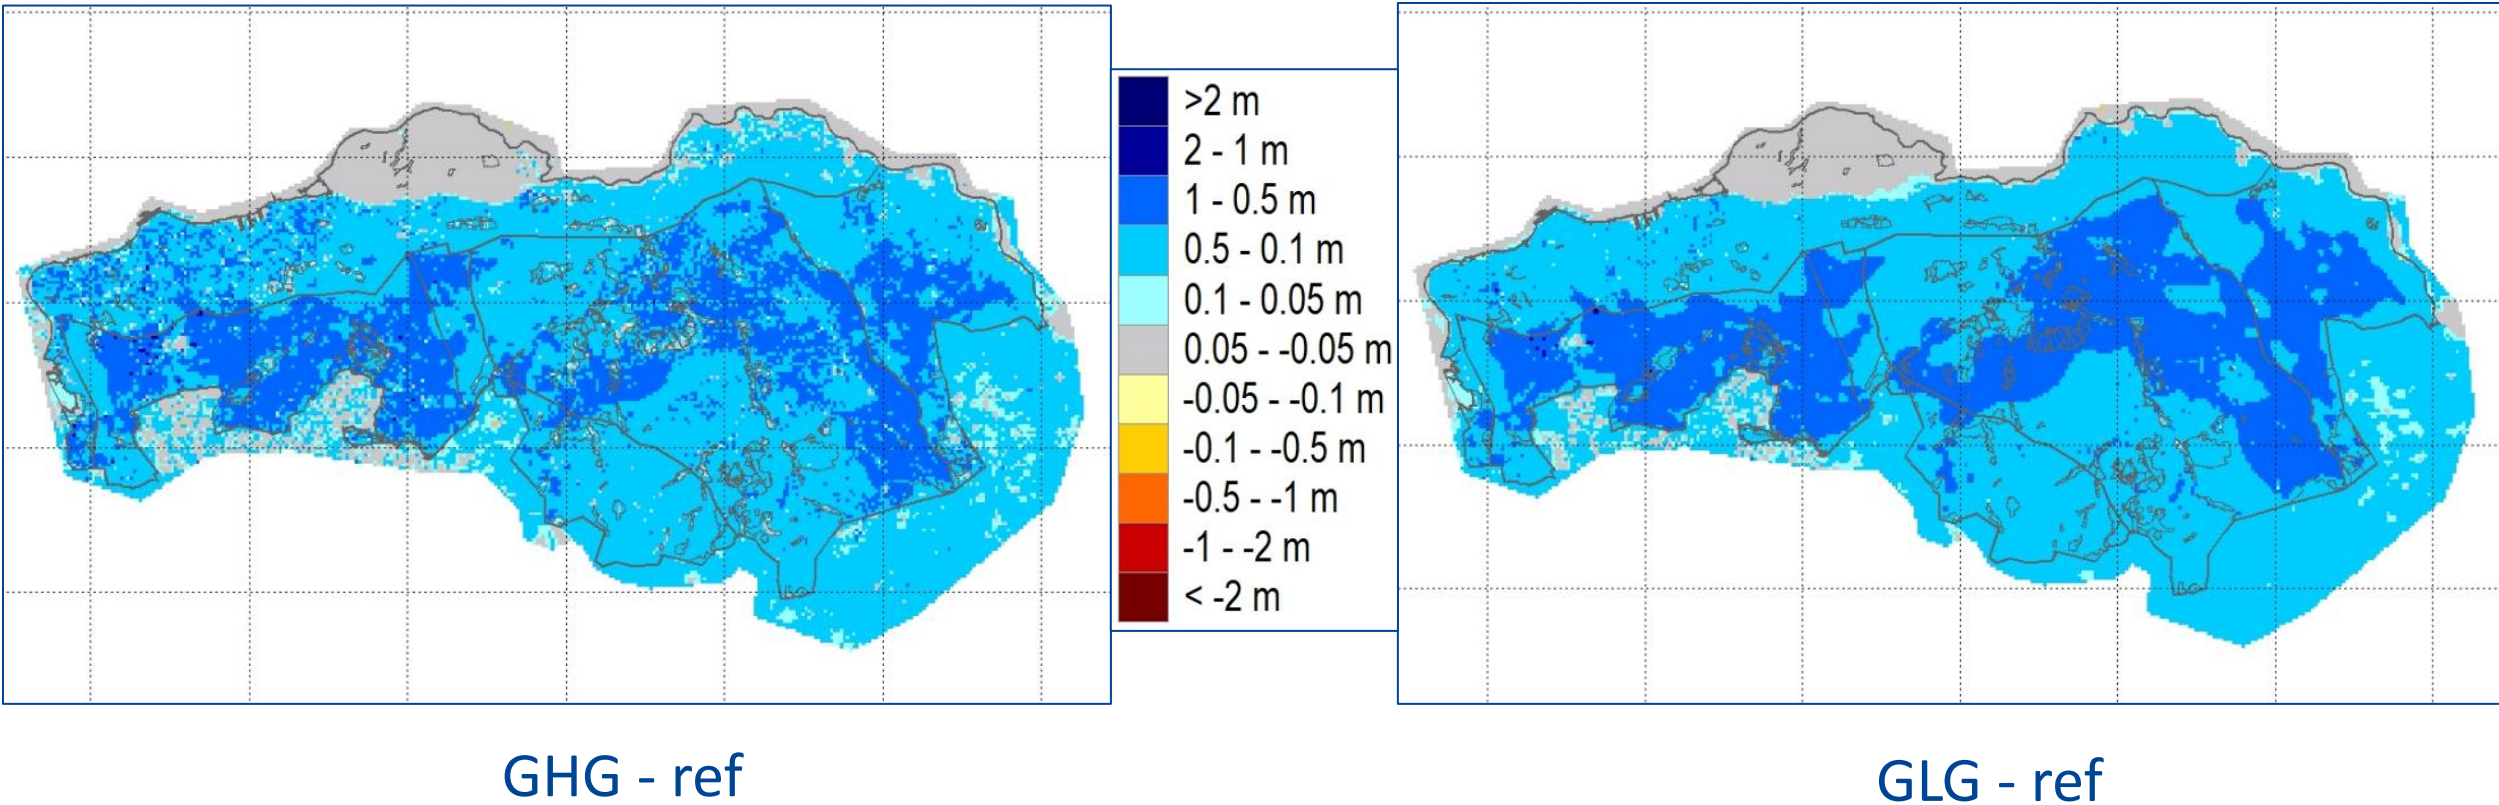 >2 m
2 - 1 m
1 - 0.5 m
0.5 - 0.1 m
0.1 - 0.05 m
0.05 - -0.05 m
-0.05 - -0.1 m
-0.1 - -0.5 m
-0.5 - -1 m
-1 - -2 m
< -2 m
GHG - ref
GLG - ref